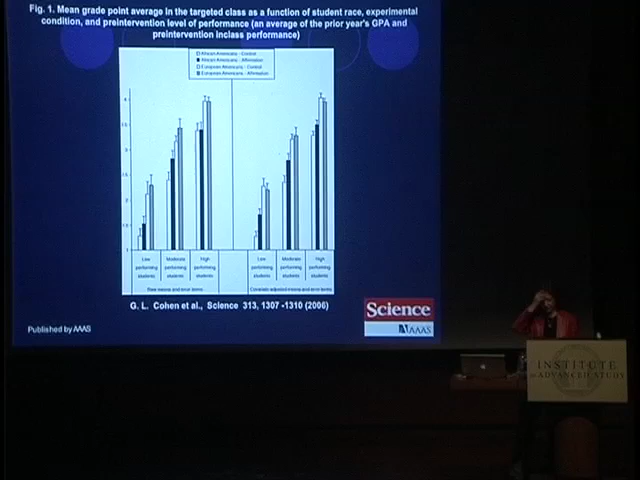 Fig. 1. Mean grade point average in the targeted class as a function of student race, experimental
condition, and preintervention level of performance (an average of the prior year's GPA and
preintervention inclass performance)
African Americans - Control
African Americans - Affirmation
European Americans - Control
European Americans - Affirmation
Low performing students
Moderate performing students
High performing students
Low performing students
Moderate performing students
High performing students
Raw means and error terms
Covariate-adjusted means and error terms
G. L. Cohen et al., Science 313, 1307 -1310 (2006)
Published by AAAS
Science
AAAS
INSTITUTE
ADVANCED STUDY